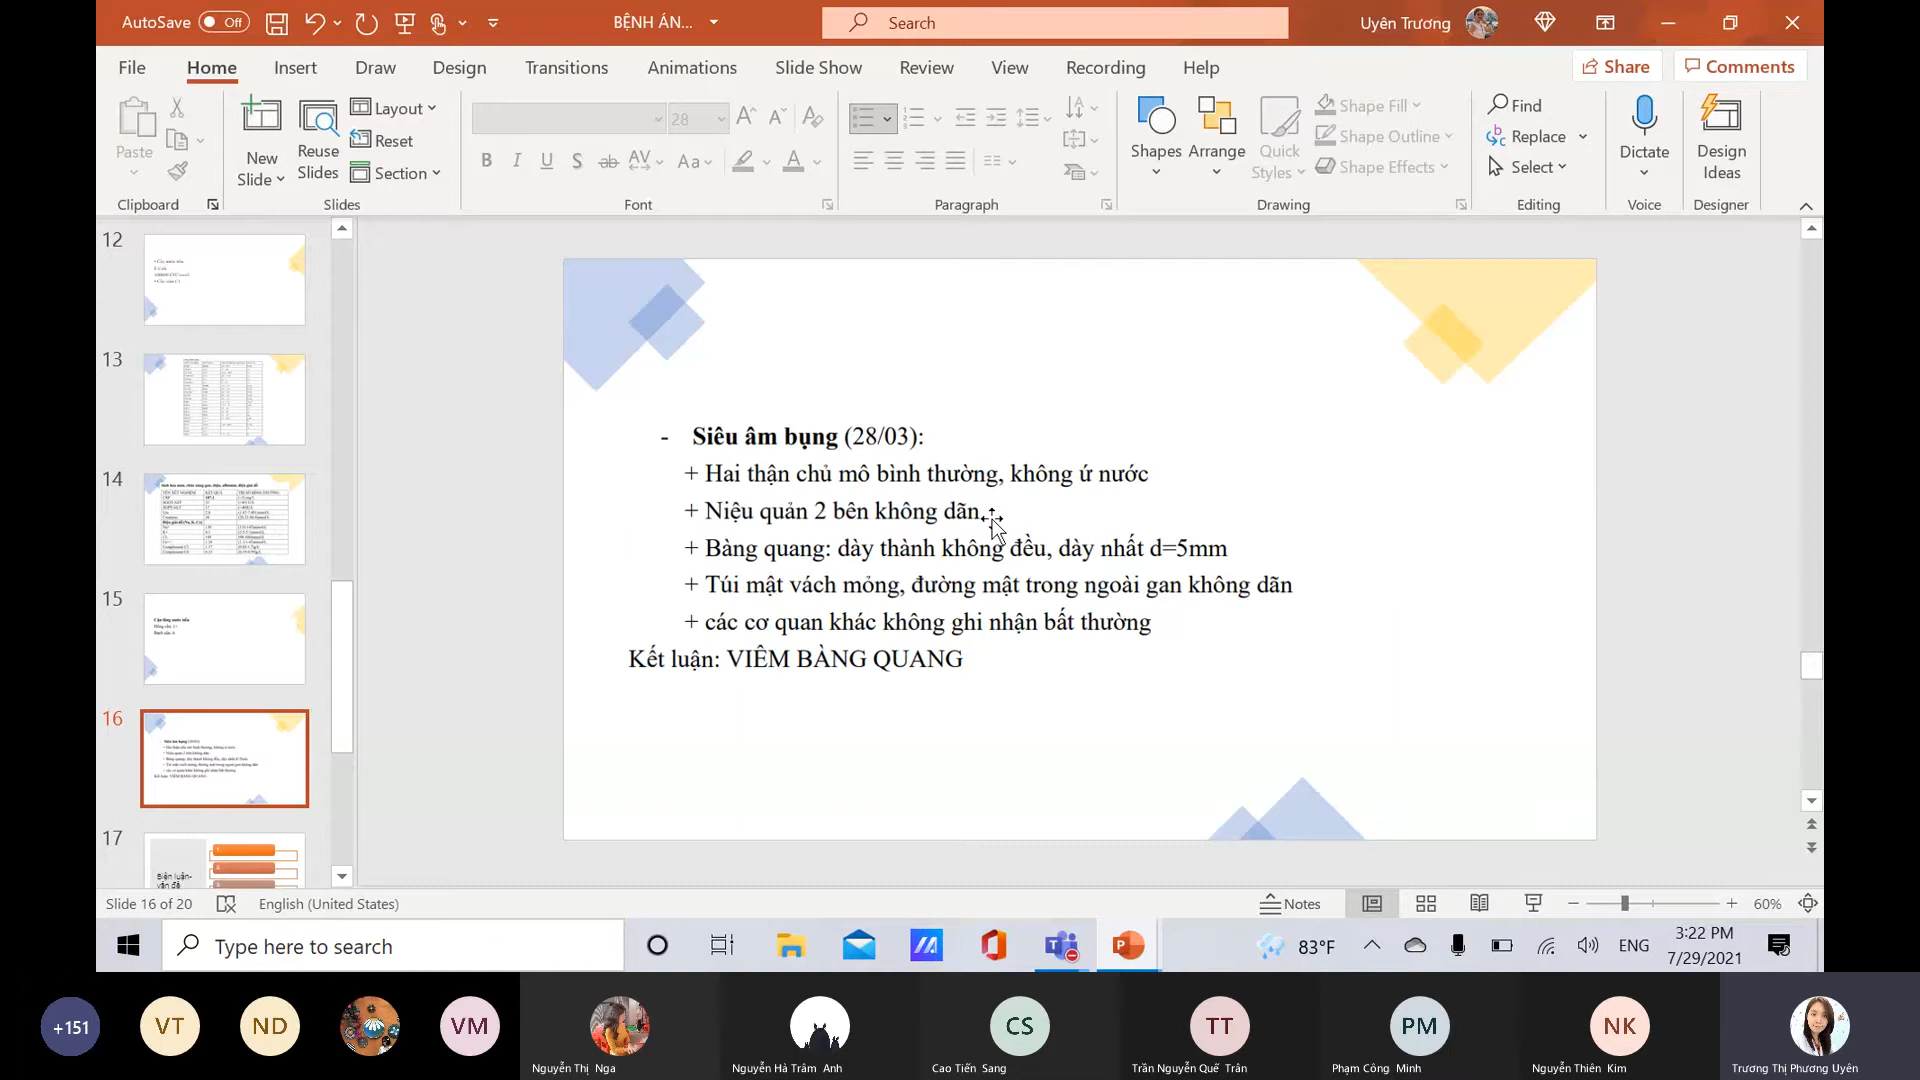 AutoSave Off BỆNH ÁN... Search Uyên Trương
File Home Insert Draw Design Transitions Animations Slide Show Review View Recording Help Share Comments
Paste
New Slide
Reuse Slides
Layout
Reset
Section
28
Shapes
Arrange
Quick Styles
Shape Fill
Shape Outline
Shape Effects
Find
Replace
Select
Dictate
Design Ideas
Clipboard Slides Font Paragraph Drawing Editing Voice Designer
12
13
14
15
16
17
- Siêu âm bụng (28/03):
+ Hai thận chủ mô bình thường, không ứ nước
+ Niệu quản 2 bên không dãn
+ Bàng quang: dày thành không đều, dày nhất d=5mm
+ Túi mật vách mỏng, đường mật trong ngoài gan không dãn
+ các cơ quan khác không ghi nhận bất thường
Kết luận: VIÊM BÀNG QUANG
Slide 16 of 20 English (United States) Notes 60%
Type here to search 83°F ENG 3:22 PM
7/29/2021
+151 VT ND VM CS TT PM NK
Nguyễn Thị Nga Nguyễn Hà Trâm Anh Cao Tiến Sang Trần Nguyễn Quế Trân Phạm Công Minh Nguyễn Thiên Kim Trương Thị Phương Uyên